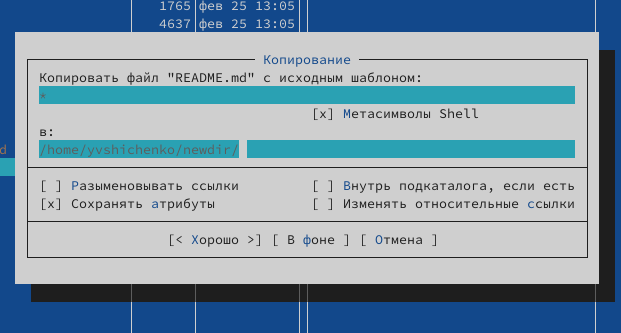 1765 фев 25 13:05
4637 фев 25 13:05
Копирование
Копировать файл "README.md" с исходным шаблоном:
*
[x] Метасимволы Shell
в:
d
/home/yvshichenko/newdir/
[ ] Разыменовывать ссылки [ ] Внутрь подкаталога, если есть
[x] Сохранять атрибуты [ ] Изменять относительные ссылки
[< Хорошо >] [ В фоне ] [ Отмена ]